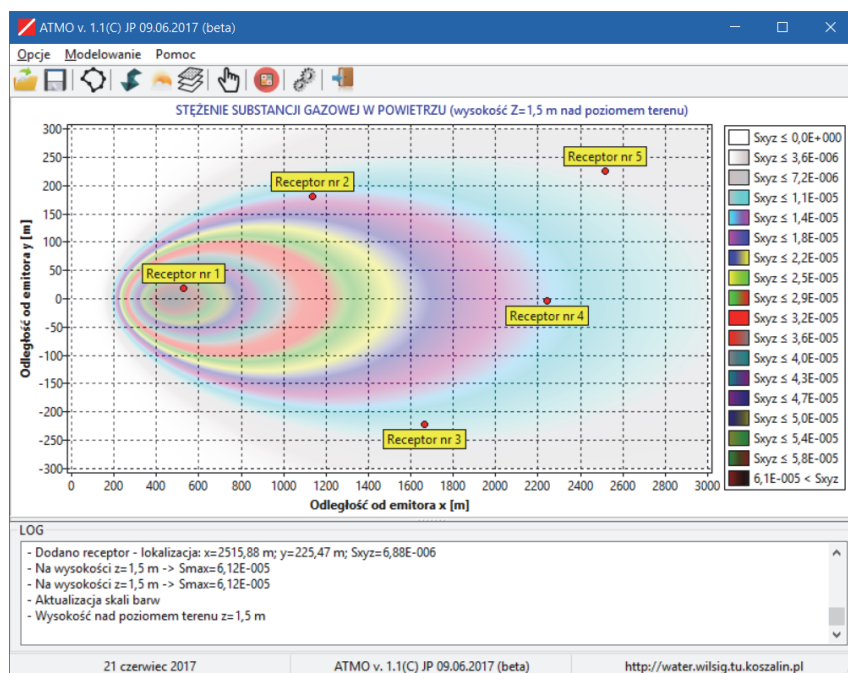 ATMO v. 1.1(C) JP 09.06.2017 (beta)
Opcje Modelowanie Pomoc
STĘŻENIE SUBSTANCJI GAZOWEJ W POWIETRZU (wysokość Z=1,5 m nad poziomem terenu)
Odległość od emitora y [m]
300
250
200
150
100
50
0
-50
-100
-150
-200
-250
-300
Receptor nr 5
Receptor nr 2
Receptor nr 1
Receptor nr 4
Receptor nr 3
0 200 400 600 800 1000 1200 1400 1600 1800 2000 2200 2400 2600 2800 3000
Odległość od emitora x [m]
Sxyz ≤ 0,0E+000
Sxyz ≤ 3,6E-006
Sxyz ≤ 7,2E-006
Sxyz ≤ 1,1E-005
Sxyz ≤ 1,4E-005
Sxyz ≤ 1,8E-005
Sxyz ≤ 2,2E-005
Sxyz ≤ 2,5E-005
Sxyz ≤ 2,9E-005
Sxyz ≤ 3,2E-005
Sxyz ≤ 3,6E-005
Sxyz ≤ 4,0E-005
Sxyz ≤ 4,3E-005
Sxyz ≤ 4,7E-005
Sxyz ≤ 5,0E-005
Sxyz ≤ 5,4E-005
Sxyz ≤ 5,8E-005
6,1E-005 < Sxyz
LOG
- Dodano receptor - lokalizacja: x=2515,88 m; y=225,47 m; Sxyz=6,88E-006
- Na wysokości z=1,5 m -> Smax=6,12E-005
- Na wysokości z=1,5 m -> Smax=6,12E-005
- Aktualizacja skali barw
- Wysokość nad poziomem terenu z=1,5 m
21 czerwiec 2017 ATMO v. 1.1(C) JP 09.06.2017 (beta) http://water.wilsig.tu.koszalin.pl